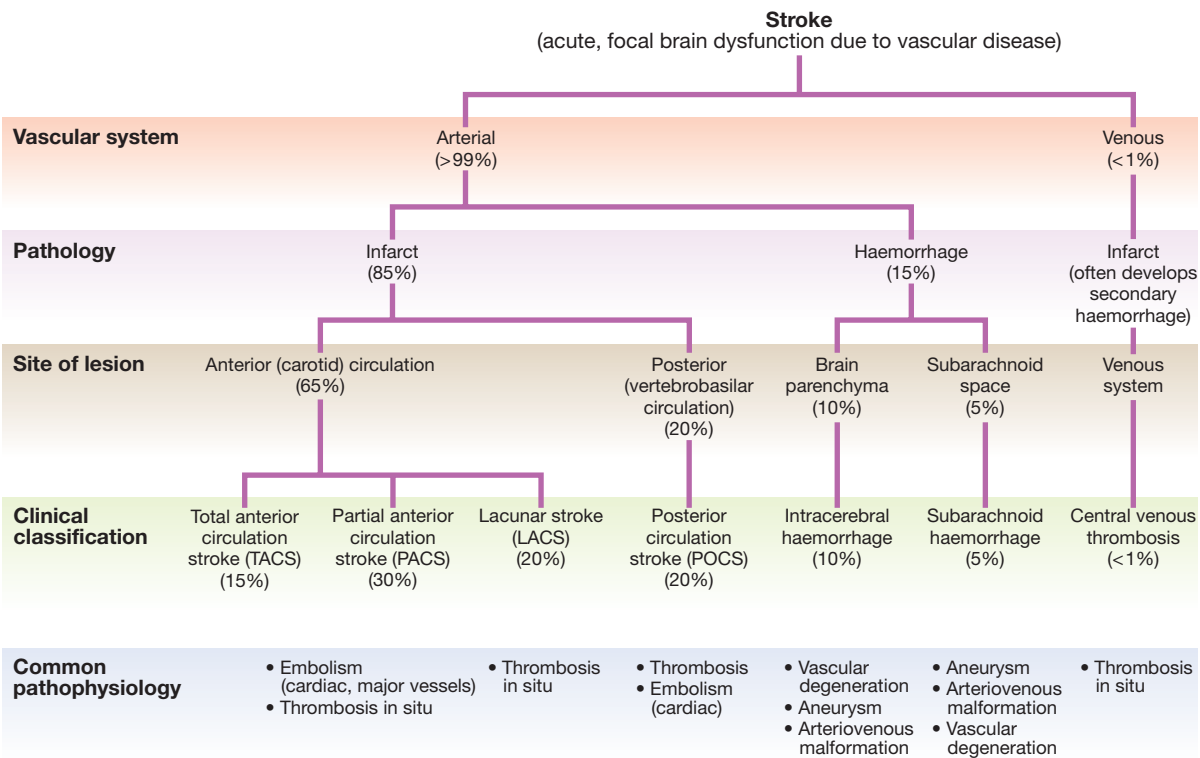 Stroke
(acute, focal brain dysfunction due to vascular disease)
Vascular system
Arterial
(>99%)
Venous
(<1%)
Pathology
Infarct
(85%)
Haemorrhage
(15%)
Infarct
(often develops
secondary
haemorrhage)
Site of lesion
Anterior (carotid) circulation
(65%)
Posterior
(vertebrobasilar
circulation)
(20%)
Brain
parenchyma
(10%)
Subarachnoid
space
(5%)
Venous
system
Clinical
classification
Total anterior
circulation
stroke (TACS)
(15%)
Partial anterior
circulation
stroke (PACS)
(30%)
Lacunar stroke
(LACS)
(20%)
Posterior
circulation
stroke (POCS)
(20%)
Intracerebral
haemorrhage
(10%)
Subarachnoid
haemorrhage
(5%)
Central venous
thrombosis
(<1%)
Common
pathophysiology
• Embolism
(cardiac, major vessels)
• Thrombosis in situ
• Thrombosis
in situ
• Thrombosis
• Embolism
(cardiac)
• Vascular
degeneration
• Aneurysm
• Arteriovenous
malformation
• Aneurysm
• Arteriovenous
malformation
• Vascular
degeneration
• Thrombosis
in situ